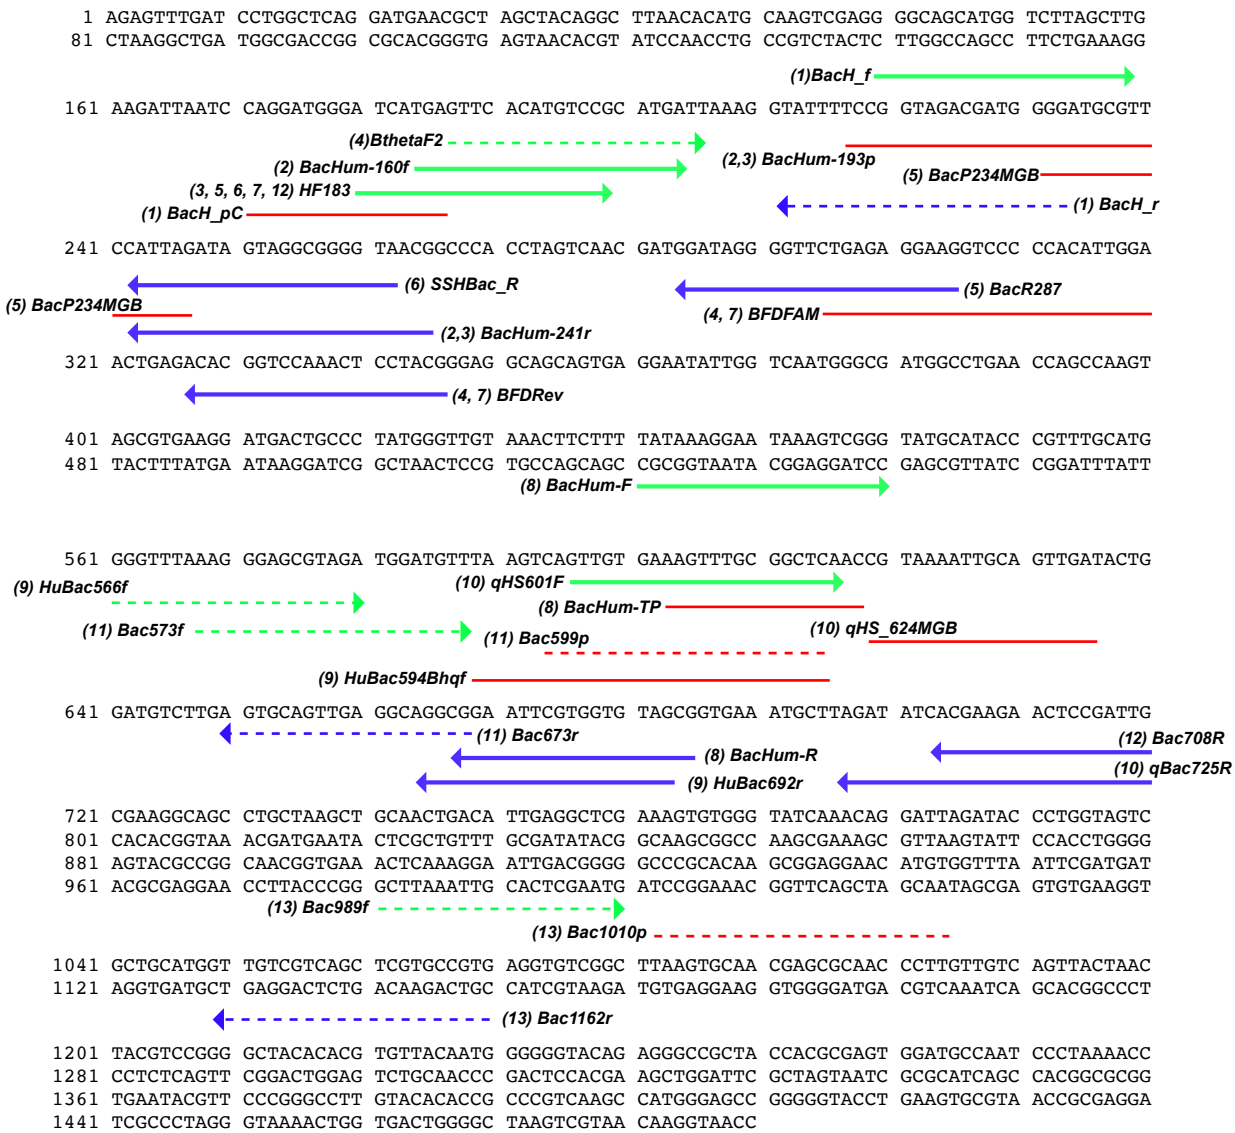 1 AGAGTTTGAT CCTGGCTCAG GATGAACGCT AGCTACAGGC TTAACACATG CAAGTCGAGG GGCAGCATGG TCTTAGCTTG
81 CTAAGGCTGA TGGCGACCGG CGCACGGGTG AGTAACACGT ATCCAACCTG CCGTCTACTC TTGGCCAGCC TTCTGAAAGG
(1)BacH_f
161 AAGATTAATC CAGGATGGGA TCATGAGTTC ACATGTCCGC ATGATTAAAG GTATTTTCCG GTAGACGATG GGGATGCGTT
(4)BthetaF2
(2) BacHum-160f (2,3) BacHum-193p
(3, 5, 6, 7, 12) HF183 (5) BacP234MGB
(1) BacH_pC (1) BacH_r
241 CCATTAGATA GTAGGCGGGG TAACGGCCCA CCTAGTCAAC GATGGATAGG GGTTCTGAGA GGAAGGTCCC CCACATTGGA
(6) SSHBac_R (5) BacR287
(5) BacP234MGB (4, 7) BFDFAM
(2,3) BacHum-241r
321 ACTGAGACAC GGTCCAAACT CCTACGGGAG GCAGCAGTGA GGAATATTGG TCAATGGGCG ATGGCCTGAA CCAGCCAAGT
(4, 7) BFDRev
401 AGCGTGAAGG ATGACTGCCC TATGGGTTGT AAACTTCTTT TATAAAGGAA TAAAGTCGGG TATGCATACC CGTTTGCATG
481 TACTTTATGA ATAAGGATCG GCTAACTCCG TGCCAGCAGC CGCGGTAATA CGGAGGATCC GAGCGTTATC CGGATTTATT
(8) BacHum-F
561 GGGTTTAAAG GGAGCGTAGA TGGATGTTTA AGTCAGTTGT GAAAGTTTGC GGCTCAACCG TAAAATTGCA GTTGATACTG
(9) HuBac566f (10) qHS601F
(8) BacHum-TP
(11) Bac573f (11) Bac599p (10) qHS_624MGB
(9) HuBac594Bhqf
641 GATGTCTTGA GTGCAGTTGA GGCAGGCGGA ATTCGTGGTG TAGCGGTGAA ATGCTTAGAT ATCACGAAGA ACTCCGATTG
(11) Bac673r (12) Bac708R
(8) BacHum-R
(9) HuBac692r (10) qBac725R
721 CGAAGGCAGC CTGCTAAGCT GCAACTGACA TTGAGGCTCG AAAGTGTGGG TATCAAACAG GATTAGATAC CCTGGTAGTC
801 CACACGGTAA ACGATGAATA CTCGCTGTTT GCGATATACG GCAAGCGGCC AAGCGAAAGC GTTAAGTATT CCACCTGGGG
881 AGTACGCCGG CAACGGTGAA ACTCAAAGGA ATTGACGGGG GCCCGCACAA GCGGAGGAAC ATGTGGTTTA ATTCGATGAT
961 ACGCGAGGAA CCTTACCCGG GCTTAAATTG CACTCGAATG ATCCGGAAAC GGTTCAGCTA GCAATAGCGA GTGTGAAGGT
(13) Bac989f
(13) Bac1010p
1041 GCTGCATGGT TGTCGTCAGC TCGTGCCGTG AGGTGTCGGC TTAAGTGCAA CGAGCGCAAC CCTTGTTGTC AGTTACTAAC
1121 AGGTGATGCT GAGGACTCTG ACAAGACTGC CATCGTAAGA TGTGAGGAAG GTGGGGATGA CGTCAAATCA GCACGGCCCT
(13) Bac1162r
1201 TACGTCCGGG GCTACACACG TGTTACAATG GGGGGTACAG AGGGCCGCTA CCACGCGAGT GGATGCCAAT CCCTAAAACC
1281 CCTCTCAGTT CGGACTGGAG TCTGCAACCC GACTCCACGA AGCTGGATTC GCTAGTAATC GCGCATCAGC CACGGCGCGG
1361 TGAATACGTT CCCGGGCCTT GTACACACCG CCCGTCAAGC CATGGGAGCC GGGGGTACCT GAAGTGCGTA ACCGCGAGGA
1441 TCGCCCTAGG GTAAAACTGG TGACTGGGGC TAAGTCGTAA CAAGGTAACC